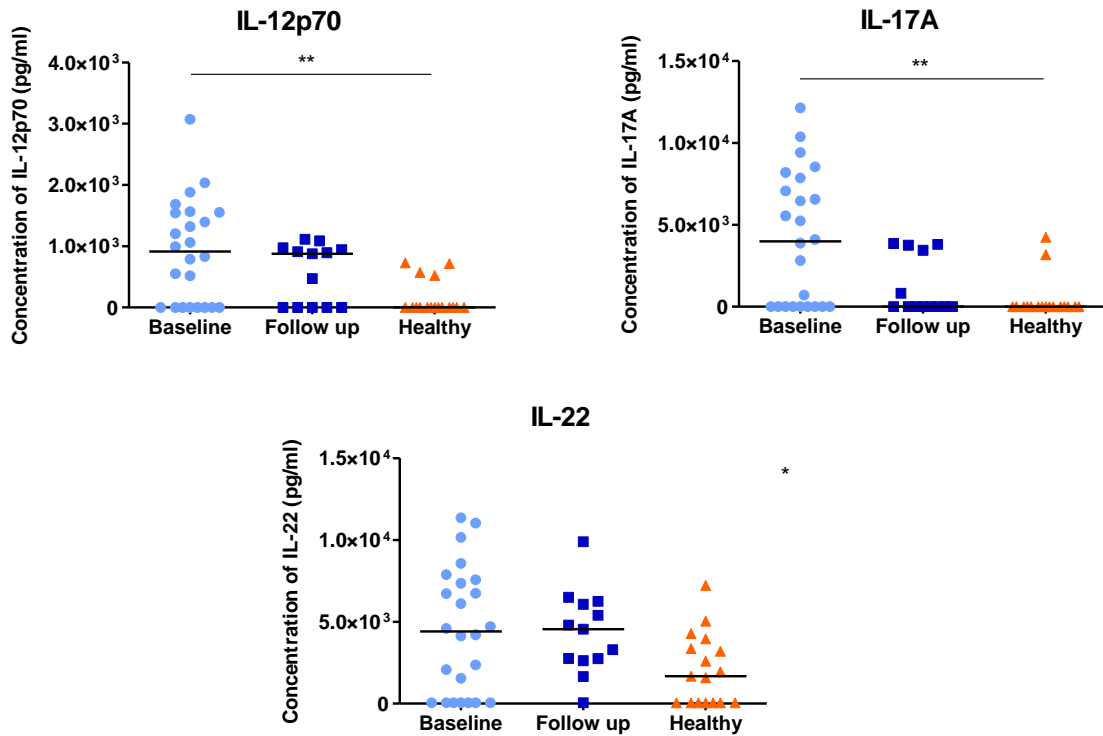 IL-12p70
Concentration of IL-12p70 (pg/ml)
4.0×10³
3.0×10³
2.0×10³
1.0×10³
0
**
Baseline Follow up Healthy
IL-17A
Concentration of IL-17A (pg/ml)
1.5×10⁴
1.0×10⁴
5.0×10³
0
**
Baseline Follow up Healthy
IL-22
Concentration of IL-22 (pg/ml)
1.5×10⁴
1.0×10⁴
5.0×10³
0
*
Baseline Follow up Healthy